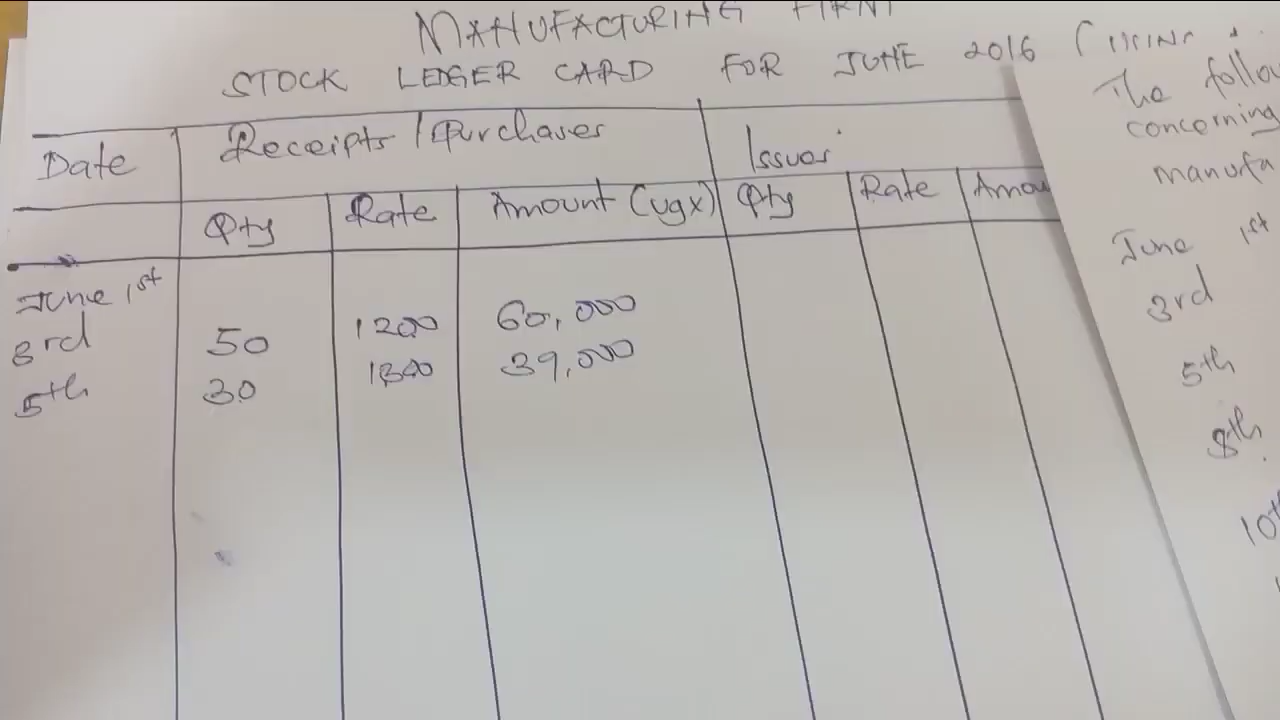 MANUFACTURING FIRM
STOCK LEDGER CARD FOR JUNE 2016
Date Receipts / Purchases Issues
Qty Rate Amount (ugx) Qty Rate Amou
June 1st
3rd 50 1200 60,000
5th 30 1300 39,000
The follou
concerning
manufa
June 1st
3rd
5th
8th
10th